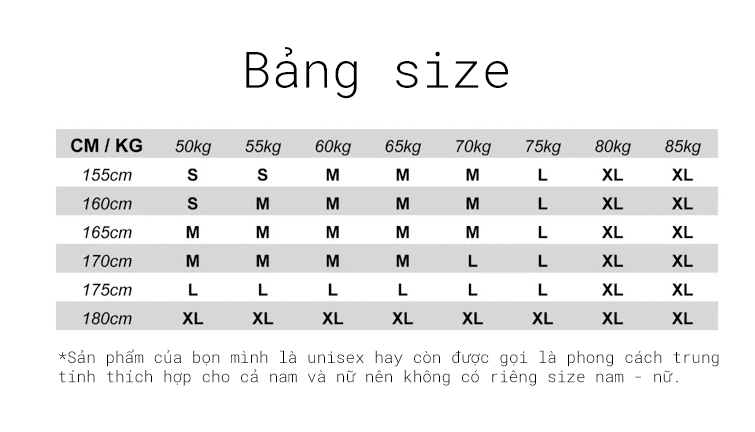 Bảng size
CM / KG 50kg 55kg 60kg 65kg 70kg 75kg 80kg 85kg
155cm S S M M M L XL XL
160cm S M M M M L XL XL
165cm M M M M M L XL XL
170cm M M M M L L XL XL
175cm L L L L L L XL XL
180cm XL XL XL XL XL XL XL XL
*Sản phẩm của bọn mình là unisex hay còn được gọi là phong cách trung
tính thích hợp cho cả nam và nữ nên không có riêng size nam - nữ.